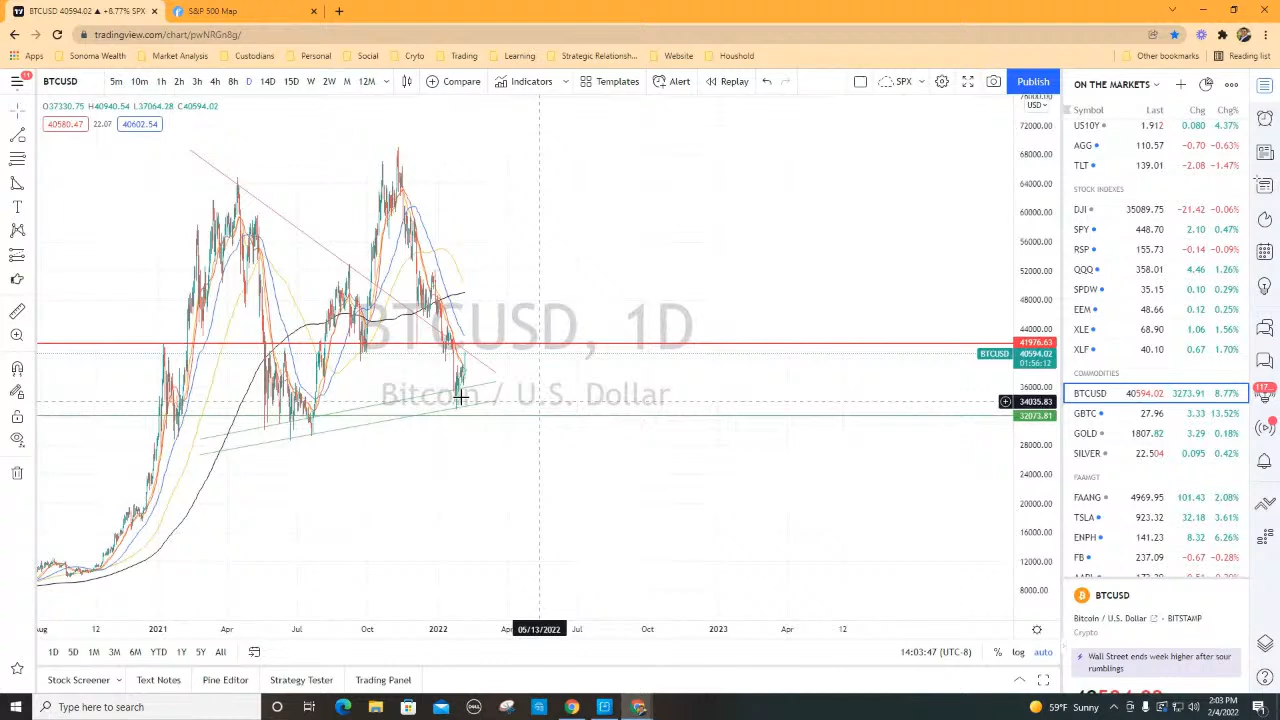 BTCUSD 40594.02 ▲ +8.77% SPX
S&P 500 Map
tradingview.com/chart/pwNRGn8g/
Apps Sonoma Wealth Market Analysis Custodians Personal Social Cryto Trading Learning Strategic Relationshi... Website Houshold Other bookmarks Reading list
11
BTCUSD 5m 10m 1h 2h 3h 4h 8h D 14D 15D W 2W M 12M Compare Indicators Templates Alert Replay SPX Publish
O37330.75 H40940.54 L37064.28 C40594.02
40580.47 22.07 40602.54
BTCUSD, 1D
Bitcoin / U.S. Dollar
76000.00
USD
72000.00
68000.00
64000.00
60000.00
56000.00
52000.00
48000.00
44000.00
41976.63
BTCUSD 40594.02
01:56:12
36000.00
34035.83
32073.81
28000.00
24000.00
20000.00
16000.00
12000.00
8000.00
Aug 12 2021 Apr Jul Oct 2022 Apr 05/13/2022 Jul Oct 2023 Apr 12
1D 5D 1M 3M 6M YTD 1Y 5Y All 14:03:47 (UTC-8) % log auto
Stock Screener Text Notes Pine Editor Strategy Tester Trading Panel
ON THE MARKETS
Symbol Last Chg Chg%
US10Y 1.912 0.080 4.37%
AGG 110.57 -0.70 -0.63%
TLT 139.01 -2.08 -1.47%
STOCK INDEXES
DJI 35089.75 -21.42 -0.06%
SPY 448.70 2.10 0.47%
RSP 155.73 -0.14 -0.09%
QQQ 358.01 4.46 1.26%
SPDW 35.15 0.10 0.29%
EEM 48.66 0.12 0.25%
XLE 68.90 1.06 1.56%
XLF 40.10 0.67 1.70%
COMMODITIES
BTCUSD 40594.02 3273.91 8.77%
GBTC 27.96 3.33 13.52%
GOLD 1807.82 3.29 0.18%
SILVER 22.504 0.095 0.42%
FAAMGT
FAANG 4969.95 101.43 2.08%
TSLA 923.32 32.18 3.61%
ENPH 141.23 8.32 6.26%
FB 237.09 -0.67 -0.28%
BTCUSD
Bitcoin / U.S. Dollar • BITSTAMP
Crypto
Wall Street ends week higher after sour
rumblings
117
Type here to search
59°F Sunny
2:03 PM
2/4/2022